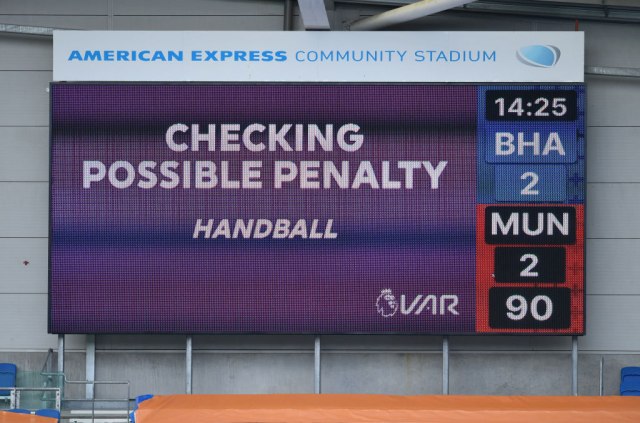 AMERICAN EXPRESS COMMUNITY STADIUM
CHECKING
POSSIBLE PENALTY
HANDBALL
VAR
14:25
BHA
2
MUN
2
90